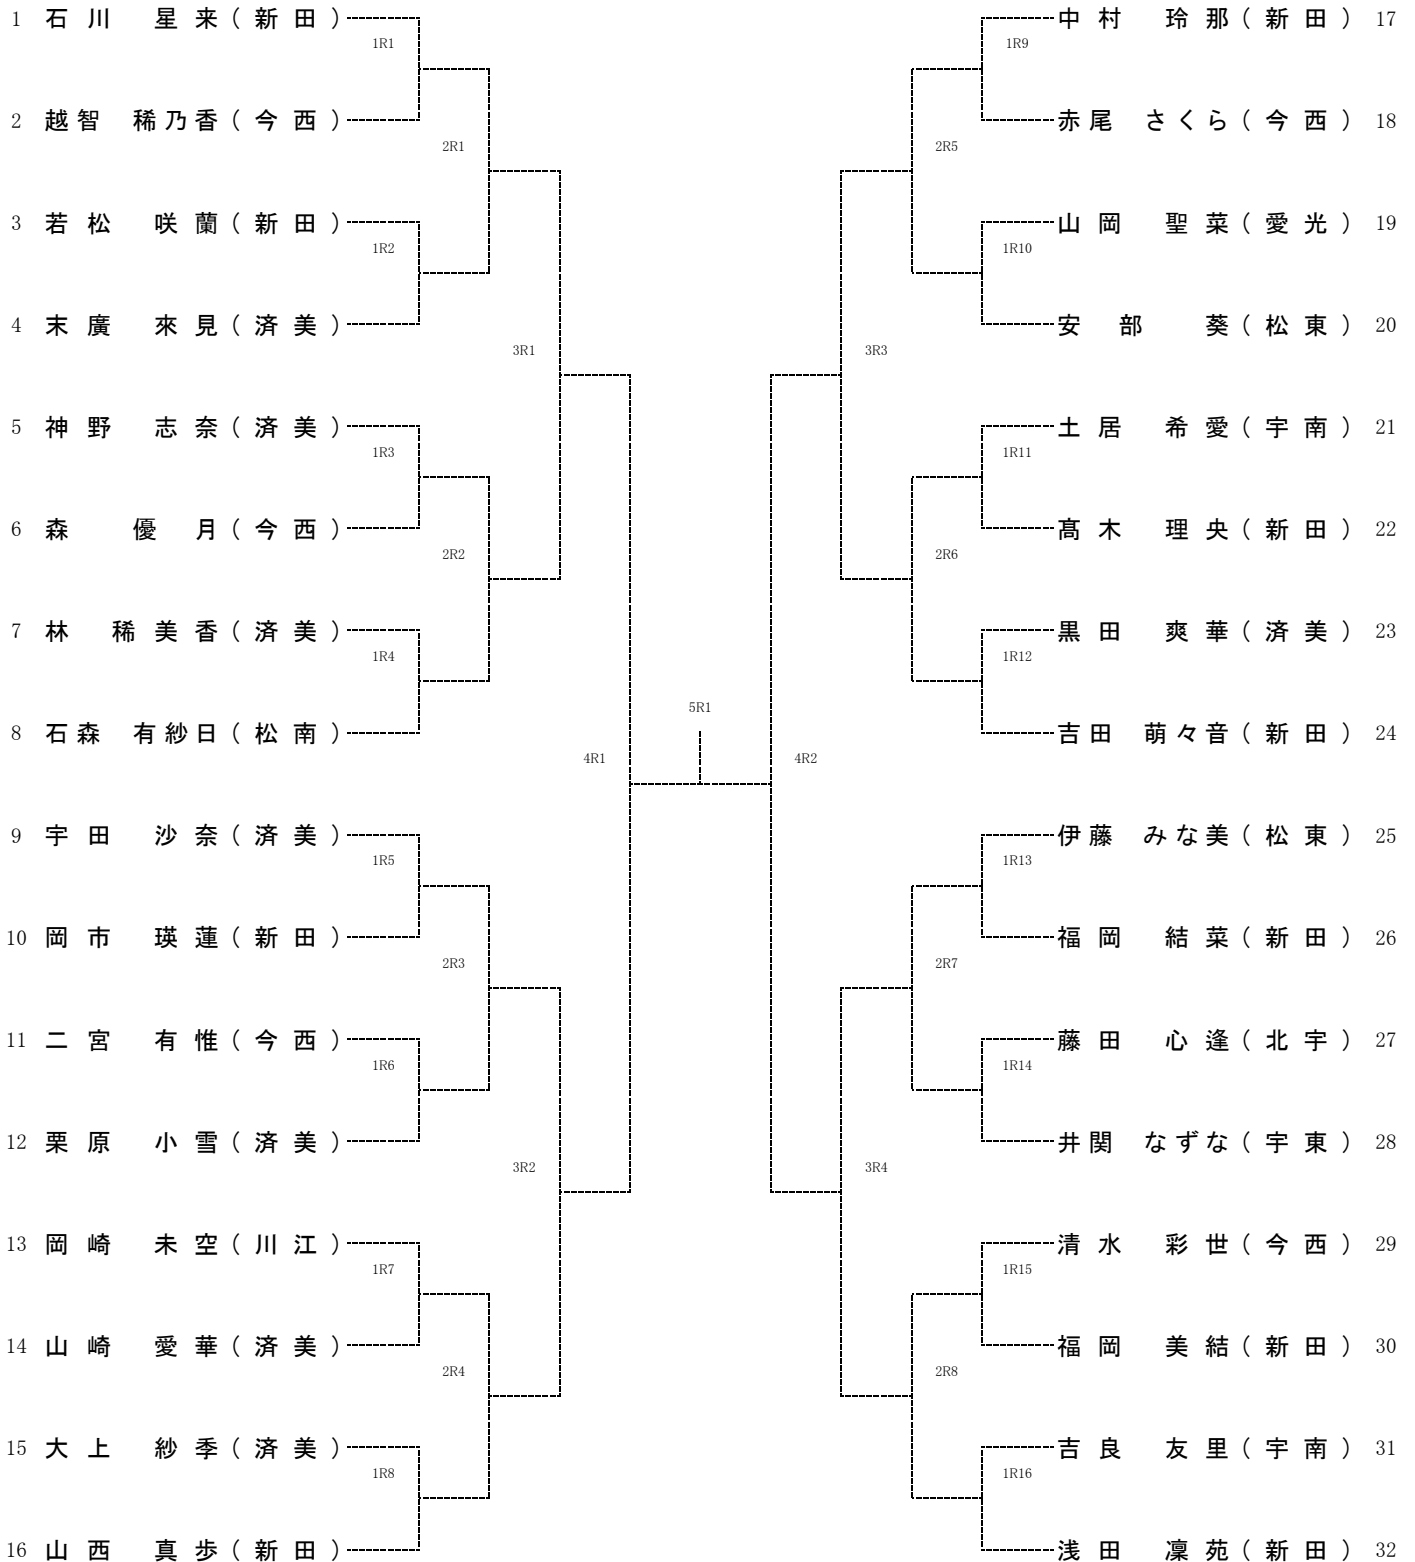 1 石川 星来(新田)
1R1
2 越智 稀乃香(今西)
2R1
3 若松 咲蘭(新田)
1R2
4 末廣 來見(済美)
3R1
5 神野 志奈(済美)
1R3
6 森 優月(今西)
2R2
7 林 稀美香(済美)
1R4
8 石森 有紗日(松南)
4R1
9 宇田 沙奈(済美)
1R5
10 岡市 瑛蓮(新田)
2R3
11 二宮 有惟(今西)
1R6
12 栗原 小雪(済美)
3R2
13 岡崎 未空(川江)
1R7
14 山崎 愛華(済美)
2R4
15 大上 紗季(済美)
1R8
16 山西 真歩(新田)
5R1
中村 玲那(新田) 17
1R9
赤尾 さくら(今西) 18
2R5
山岡 聖菜(愛光) 19
1R10
安部 葵(松東) 20
3R3
土居 希愛(宇南) 21
1R11
髙木 理央(新田) 22
2R6
黒田 爽華(済美) 23
1R12
吉田 萌々音(新田) 24
4R2
伊藤 みな美(松東) 25
1R13
福岡 結菜(新田) 26
2R7
藤田 心逢(北宇) 27
1R14
井関 なずな(宇東) 28
3R4
清水 彩世(今西) 29
1R15
福岡 美結(新田) 30
2R8
吉良 友里(宇南) 31
1R16
浅田 凜苑(新田) 32